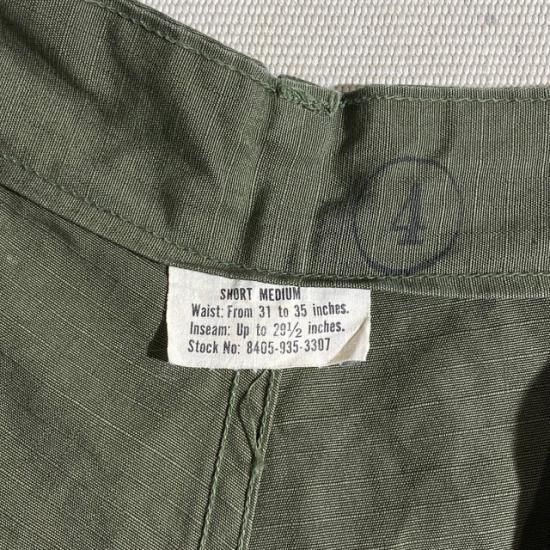 4
SHORT MEDIUM
Waist: From 31 to 35 inches.
Inseam: Up to 29½ inches.
Stock No: 8405-935-3307